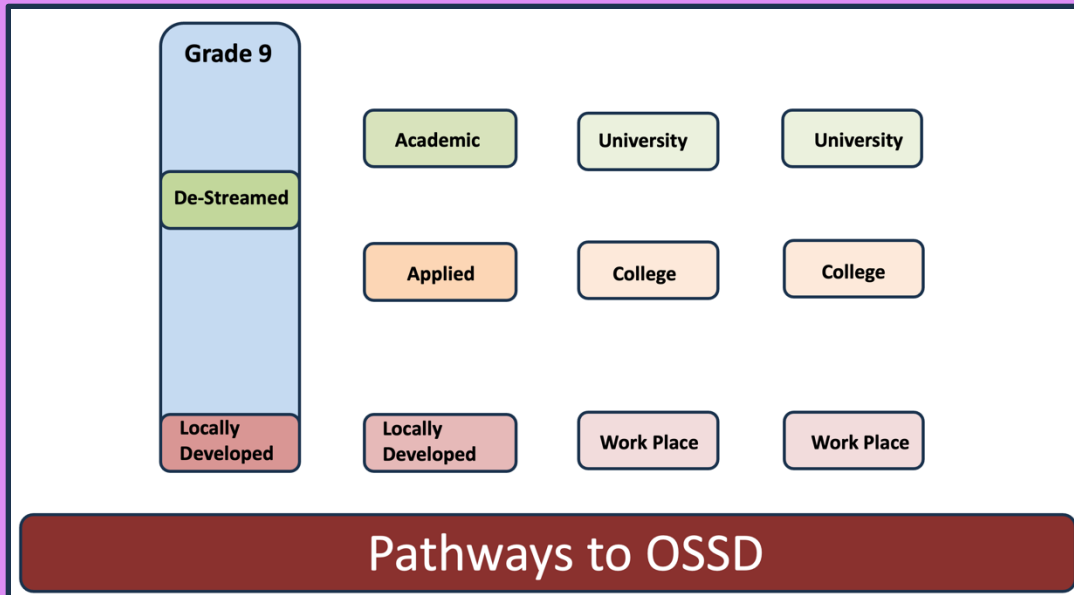 Grade 9
Academic
University
University
De-Streamed
Applied
College
College
Locally
Developed
Locally
Developed
Work Place
Work Place
Pathways to OSSD